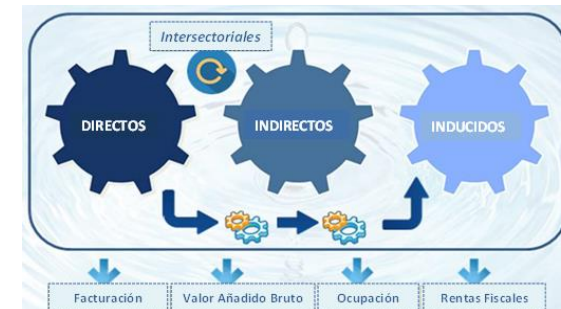 Intersectoriales
DIRECTOS
INDIRECTOS
INDUCIDOS
Facturación
Valor Añadido Bruto
Ocupación
Rentas Fiscales